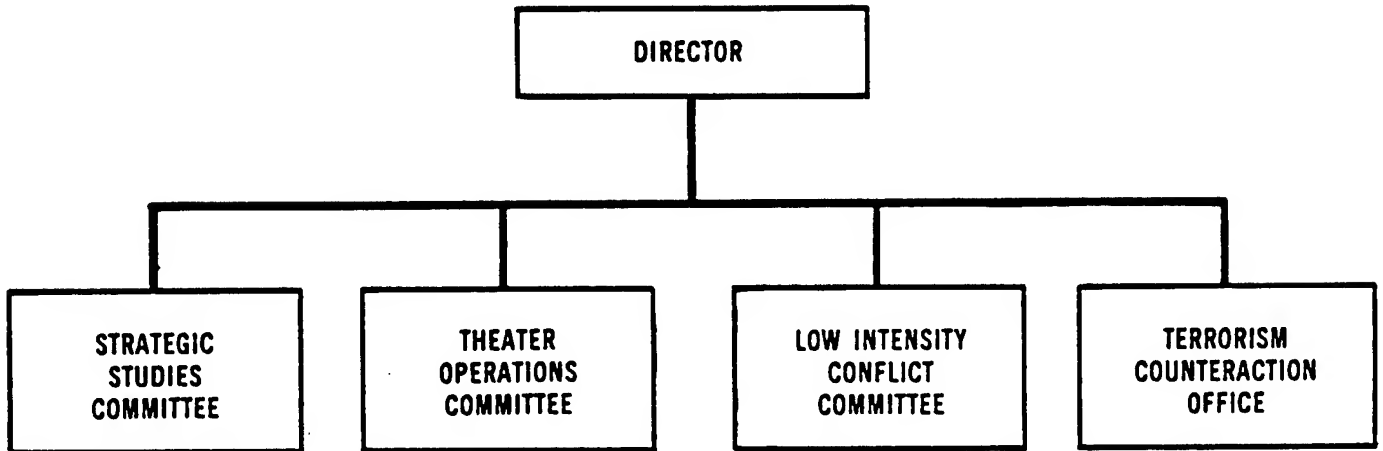 DIRECTOR
STRATEGIC
STUDIES
COMMITTEE
THEATER
OPERATIONS
COMMITTEE
LOW INTENSITY
CONFLICT
COMMITTEE
TERRORISM
COUNTERACTION
OFFICE